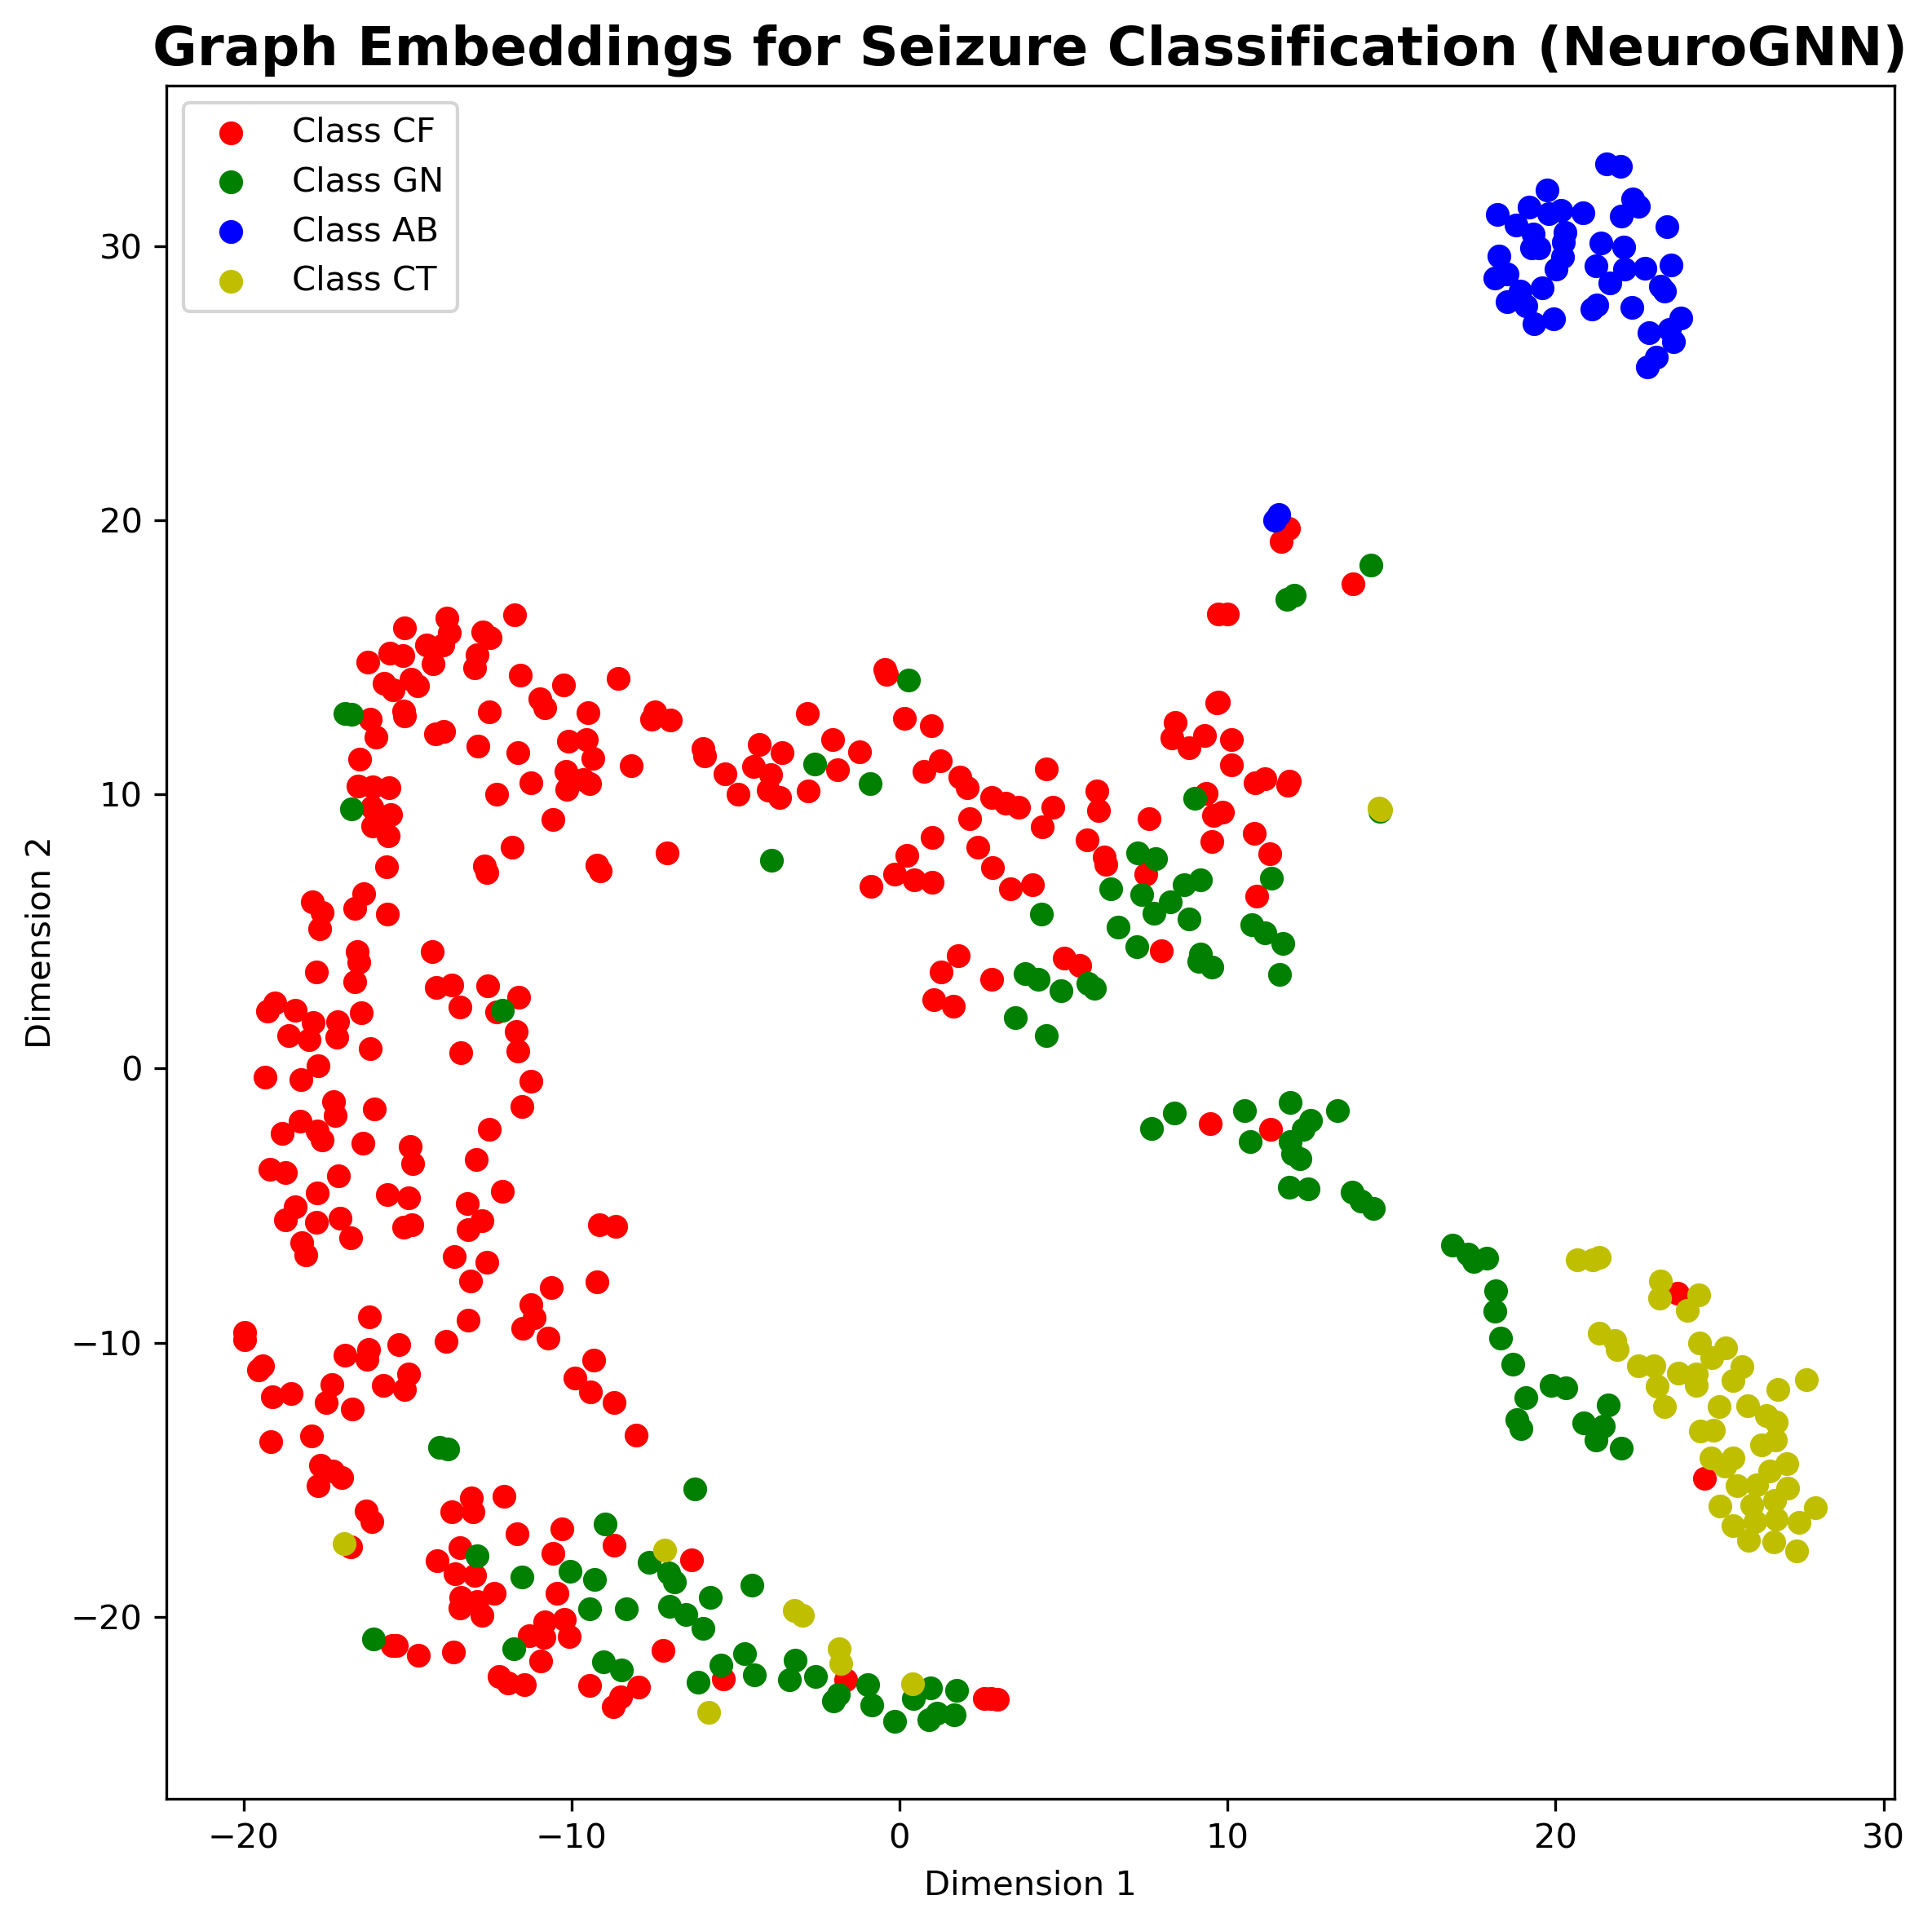 Graph Embeddings for Seizure Classification (NeuroGNN)
Class CF
Class GN
Class AB
Class CT
30
20
10
0
−10
−20
Dimension 2
−20
−10
0
10
20
30
Dimension 1